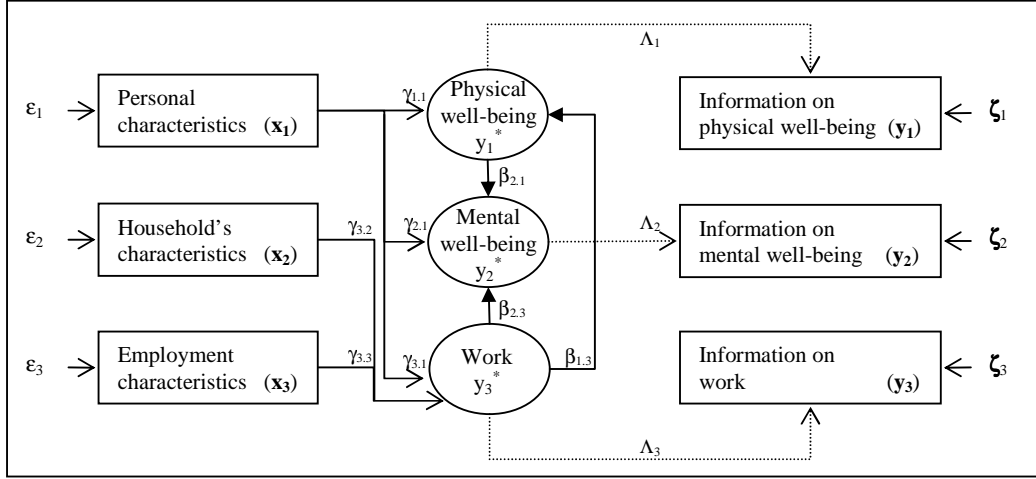 Λ1
ε1
Personal
characteristics (x1)
γ1.1
Physical
well-being
y1*
Information on
physical well-being (y1)
ζ1
β2.1
ε2
Household's
characteristics (x2)
γ3.2
γ2.1
Mental
well-being
y2*
Λ2
Information on
mental well-being (y2)
ζ2
β2.3
ε3
Employment
characteristics (x3)
γ3.3
γ3.1
Work
y3*
β1.3
Information on
work (y3)
ζ3
Λ3